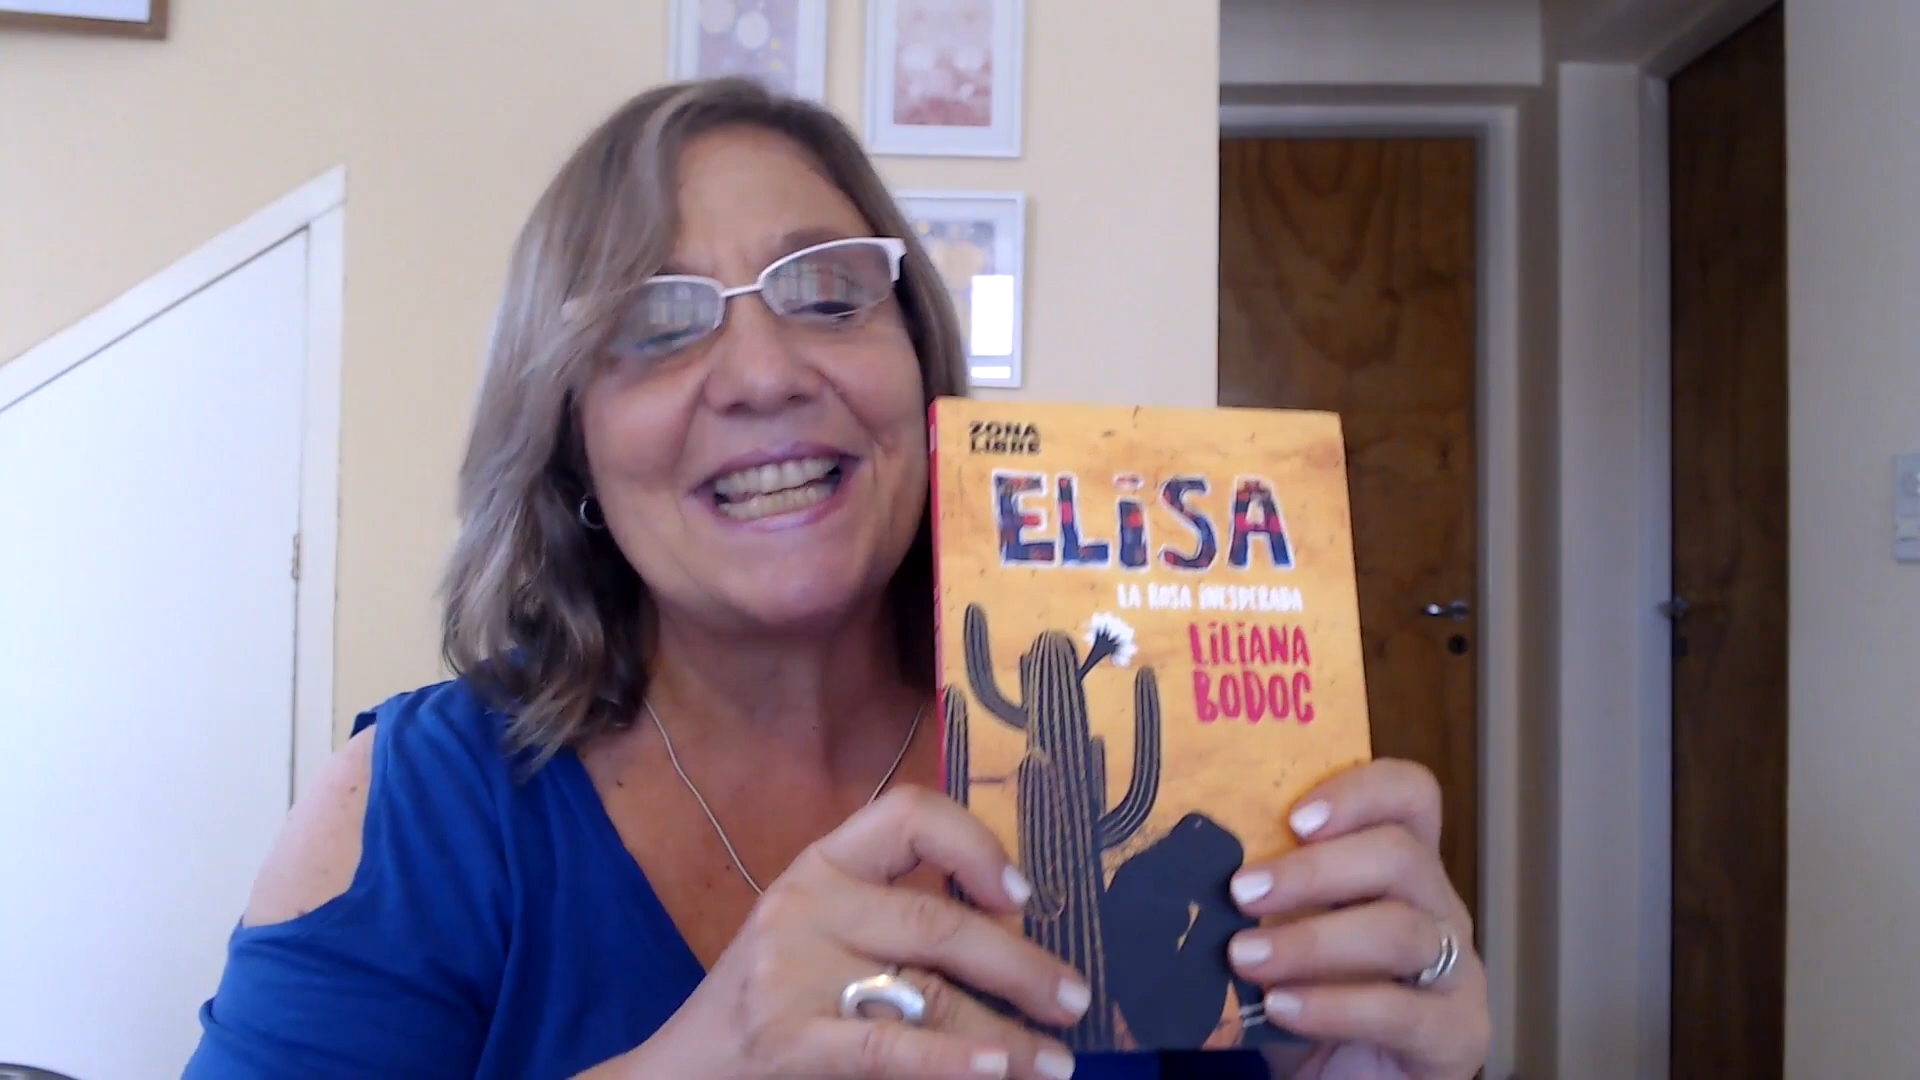 ZONA
LIBRE
ELISA
LA ROSA INESPERADA
LILIANA
BODOC